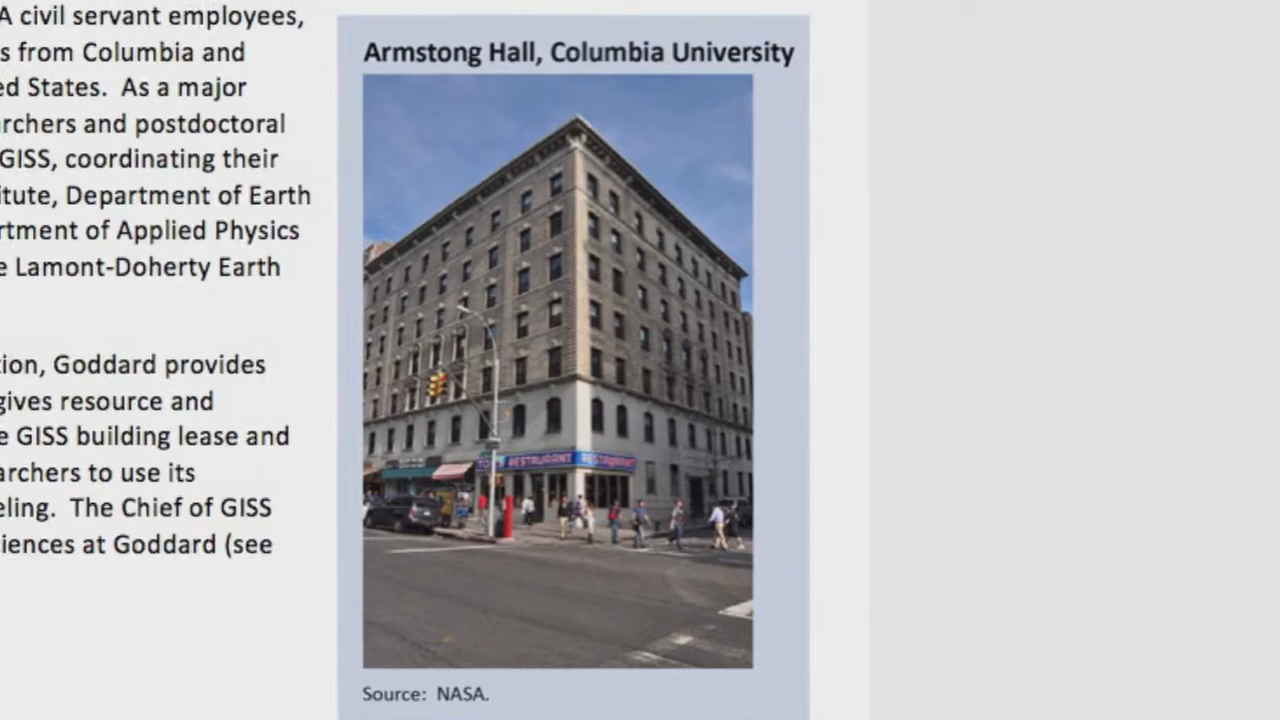 A civil servant employees,
s from Columbia and
ed States. As a major
archers and postdoctoral
GISS, coordinating their
itute, Department of Earth
rtment of Applied Physics
e Lamont-Doherty Earth
tion, Goddard provides
gives resource and
e GISS building lease and
archers to use its
eling. The Chief of GISS
iences at Goddard (see
Armstong Hall, Columbia University
RESTAURANT RESTAURANT
Source: NASA.